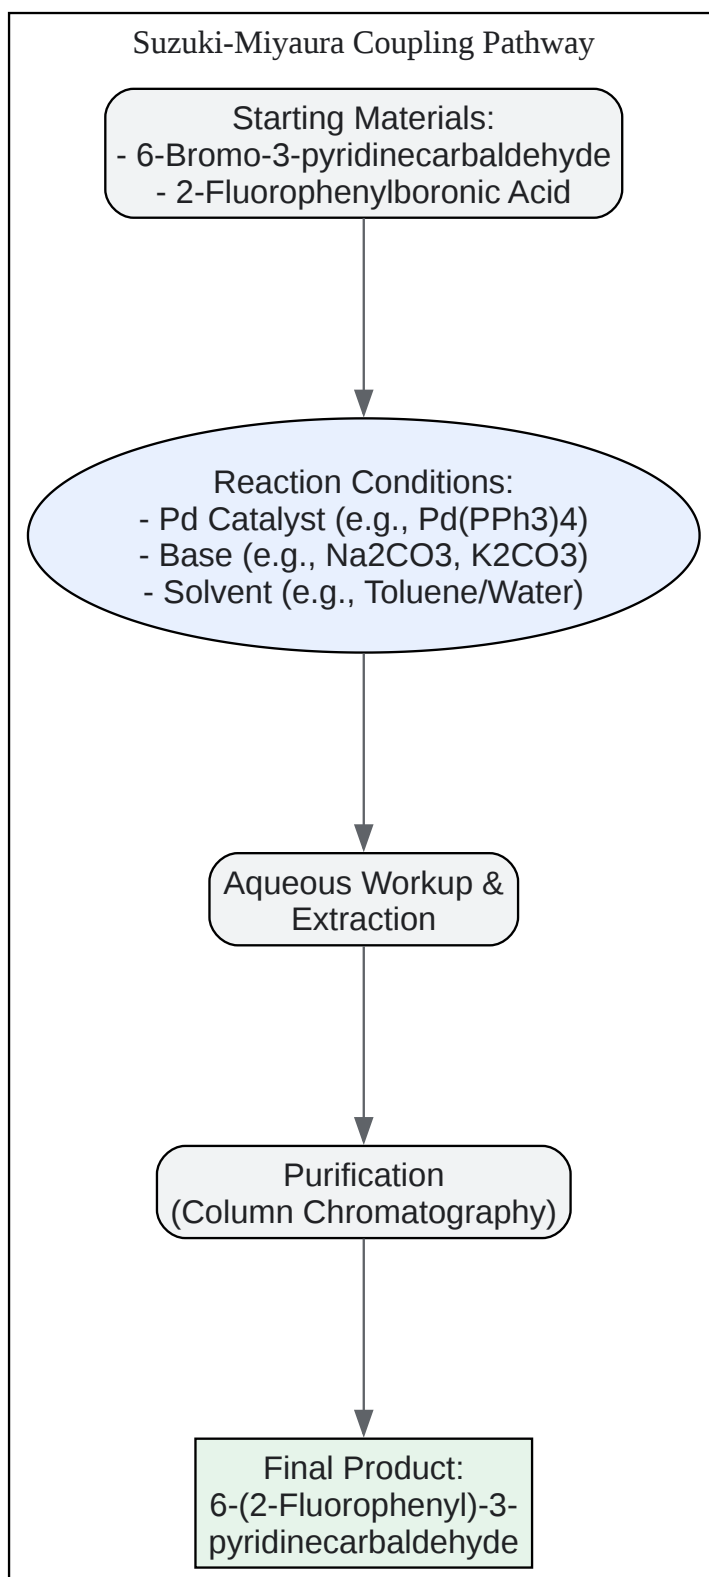 Suzuki-Miyaura Coupling Pathway
Starting Materials:
- 6-Bromo-3-pyridinecarbaldehyde
- 2-Fluorophenylboronic Acid
Reaction Conditions:
- Pd Catalyst (e.g., Pd(PPh3)4)
- Base (e.g., Na2CO3, K2CO3)
- Solvent (e.g., Toluene/Water)
Aqueous Workup &
Extraction
Purification
(Column Chromatography)
Final Product:
6-(2-Fluorophenyl)-3-
pyridinecarbaldehyde